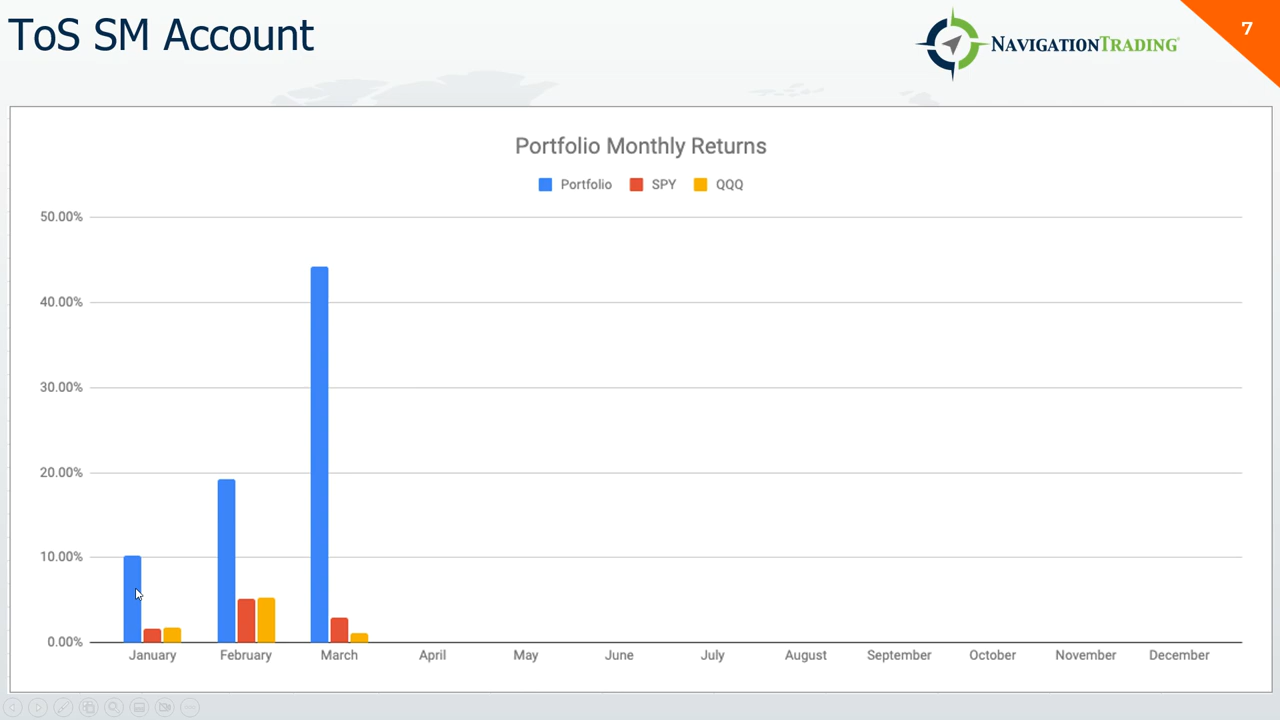 ToS SM Account
NAVIGATIONTRADING
7
Portfolio Monthly Returns
Portfolio SPY QQQ
50.00%
40.00%
30.00%
20.00%
10.00%
0.00%
January February March April May June July August September October November December